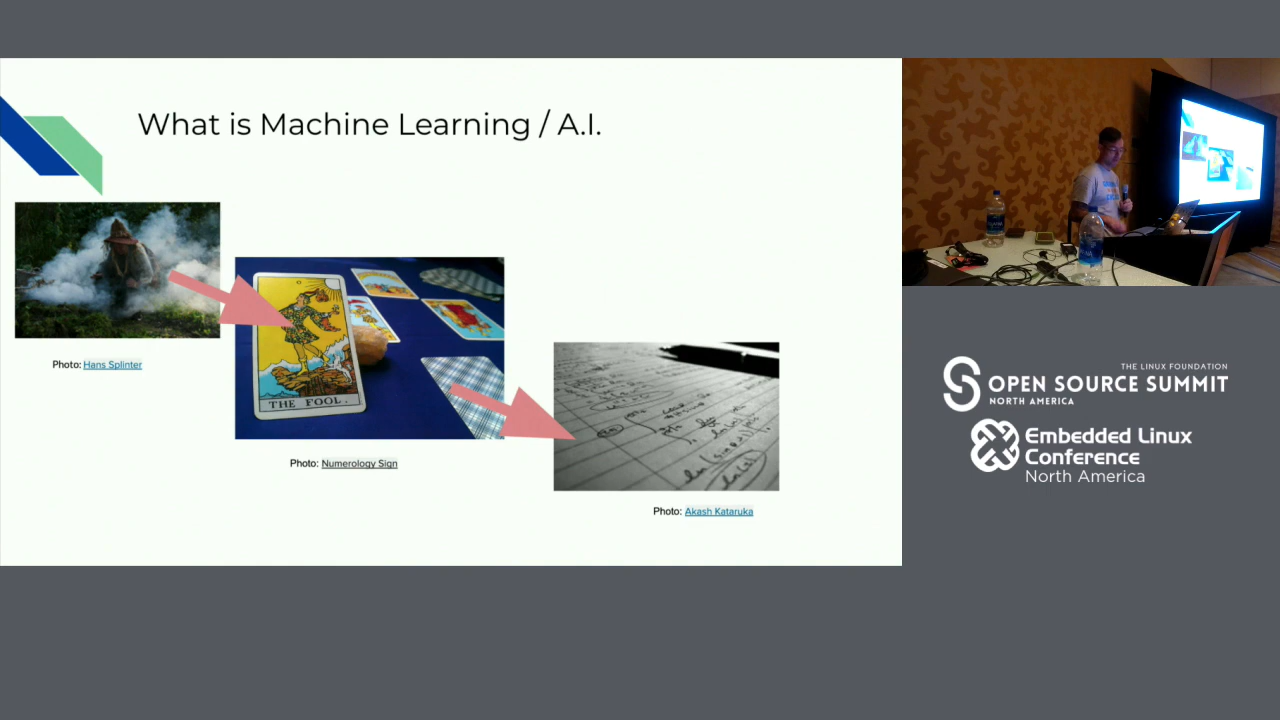 What is Machine Learning / A.I.
Photo: Hans Splinter
THE FOOL.
Photo: Numerology Sign
Photo: Akash Kataruka
THE LINUX FOUNDATION
OPEN SOURCE SUMMIT
NORTH AMERICA
Embedded Linux
Conference
North America